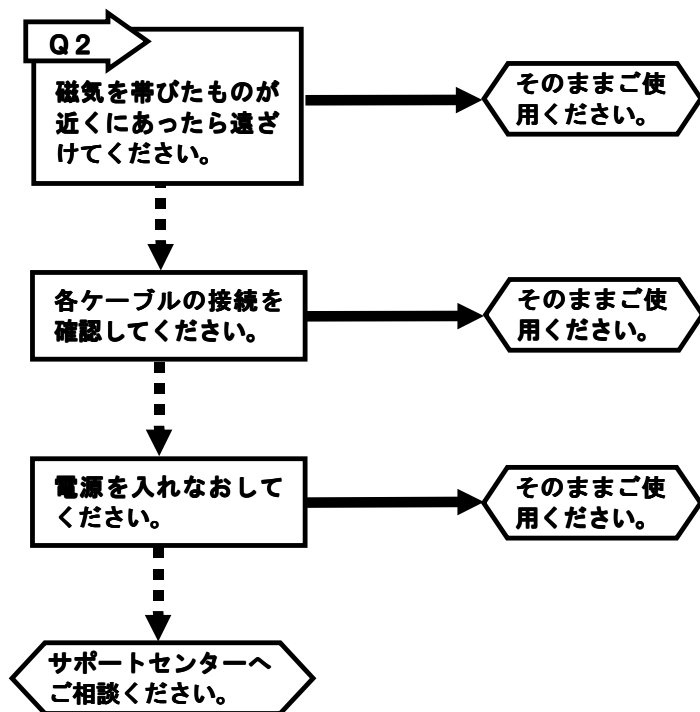 Q2
磁気を帯びたものが
近くにあったら遠ざ
けてください。
そのままご使
用ください。
各ケーブルの接続を
確認してください。
そのままご使
用ください。
電源を入れなおして
ください。
そのままご使
用ください。
サポートセンターへ
ご相談ください。